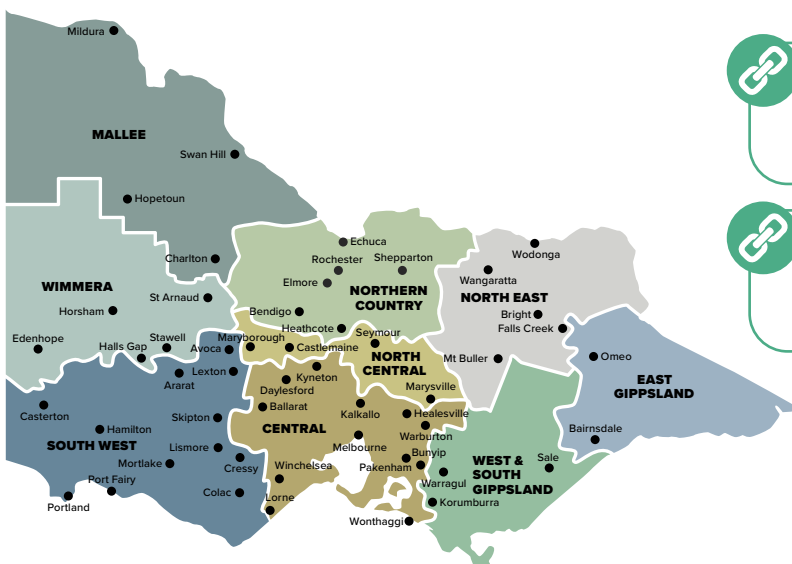 Mildura
MALLEE
Swan Hill
Hopetoun
Echuca
Wodonga
Charlton
Rochester
Shepparton
Wangaratta
WIMMERA
Elmore
St Arnaud
NORTHERN
COUNTRY
NORTH EAST
Horsham
Bendigo
Bright
Heathcote
Falls Creek
Seymour
Edenhope
Halls Gap
Stawell
Avoca
Maryborough
Castlemaine
NORTH
CENTRAL
Mt Buller
Omeo
Ararat
Lexton
Kyneton
EAST
GIPPSLAND
Daylesford
Marysville
Casterton
Ballarat
Kalkallo
Healesville
Skipton
Hamilton
CENTRAL
Warburton
Bairnsdale
SOUTH WEST
Lismore
Melbourne
Bunyip
Mortlake
Cressy
Winchelsea
Pakenham
WEST &
SOUTH
GIPPSLAND
Sale
Port Fairy
Warragul
Portland
Colac
Lorne
Korumburra
Wonthaggi